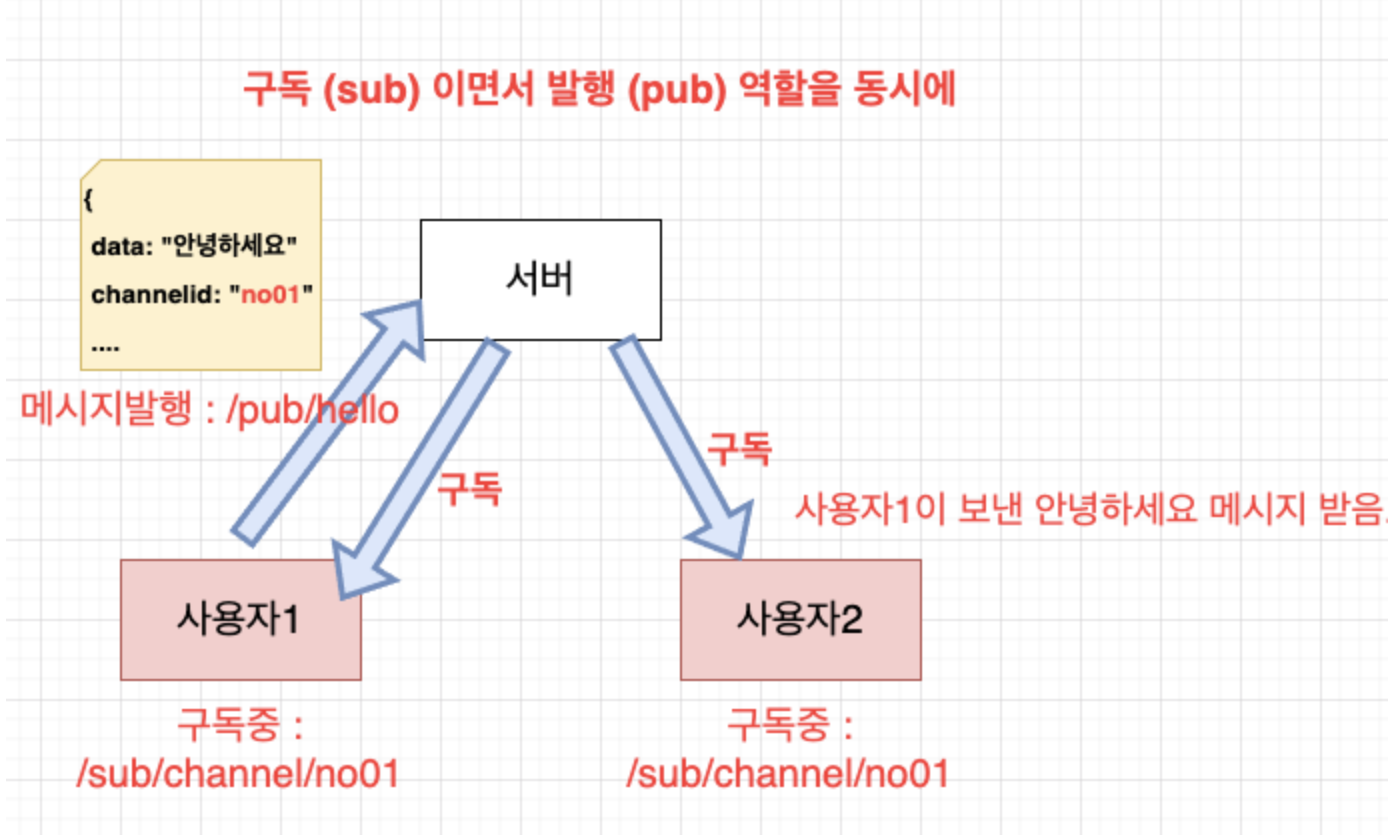 구독 (sub) 이면서 발행 (pub) 역할을 동시에
{
data: "안녕하세요"
channelid: "no01"
....
메시지발행 : /pub/hello
서버
구독
구독
사용자1이 보낸 안녕하세요 메시지 받음.
사용자1
사용자2
구독중 :
/sub/channel/no01
구독중 :
/sub/channel/no01